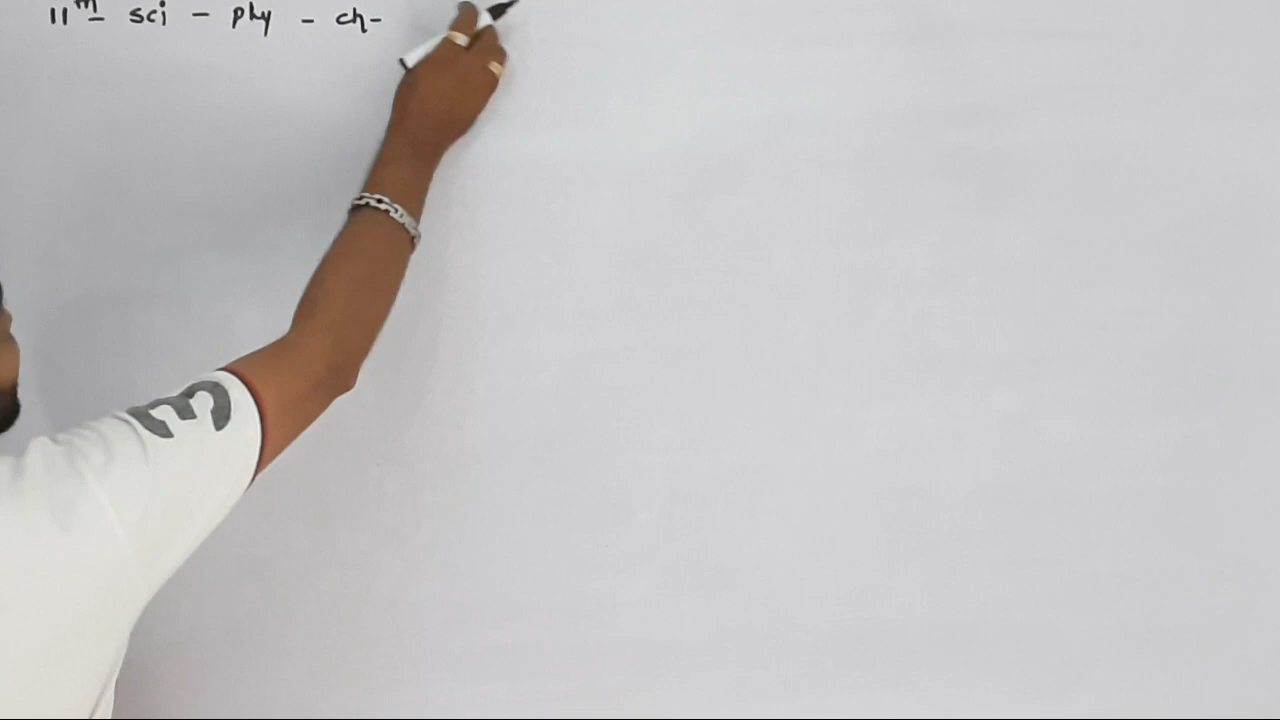 11th - sci - phy - ch-